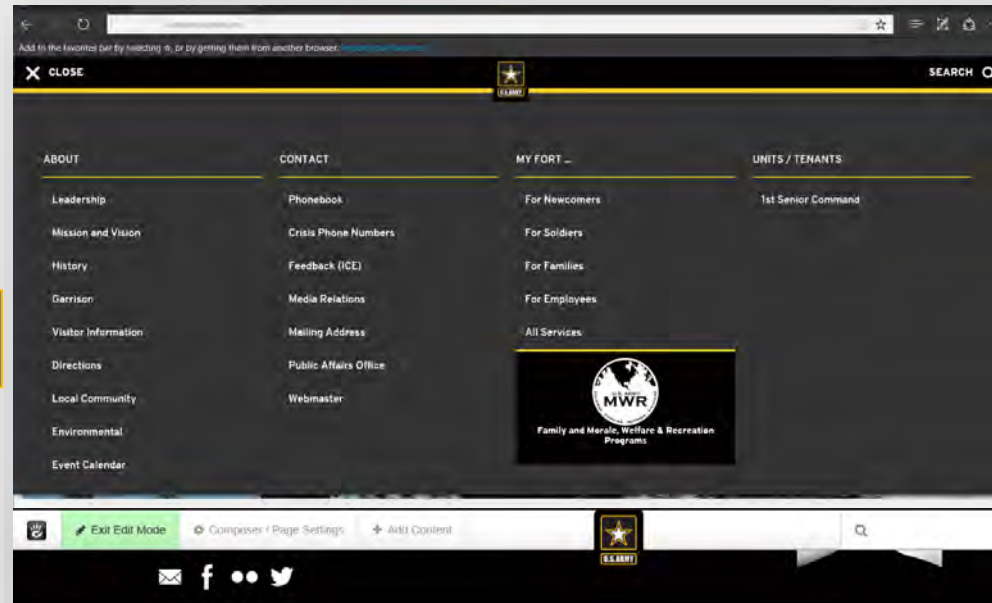 Add to the favorites bar by selecting ☆, or by getting them from another browser.
CLOSE
U.S.ARMY
SEARCH
ABOUT
Leadership
Mission and Vision
History
Garrison
Visitor Information
Directions
Local Community
Environmental
Event Calendar
CONTACT
Phonebook
Crisis Phone Numbers
Feedback (ICE)
Media Relations
Mailing Address
Public Affairs Office
Webmaster
MY FORT ...
For Newcomers
For Soldiers
For Families
For Employees
All Services
U.S. ARMY
MWR
Family and Morale, Welfare & Recreation
Programs
UNITS / TENANTS
1st Senior Command
Exit Edit Mode
Composer / Page Settings
Add Content
U.S.ARMY